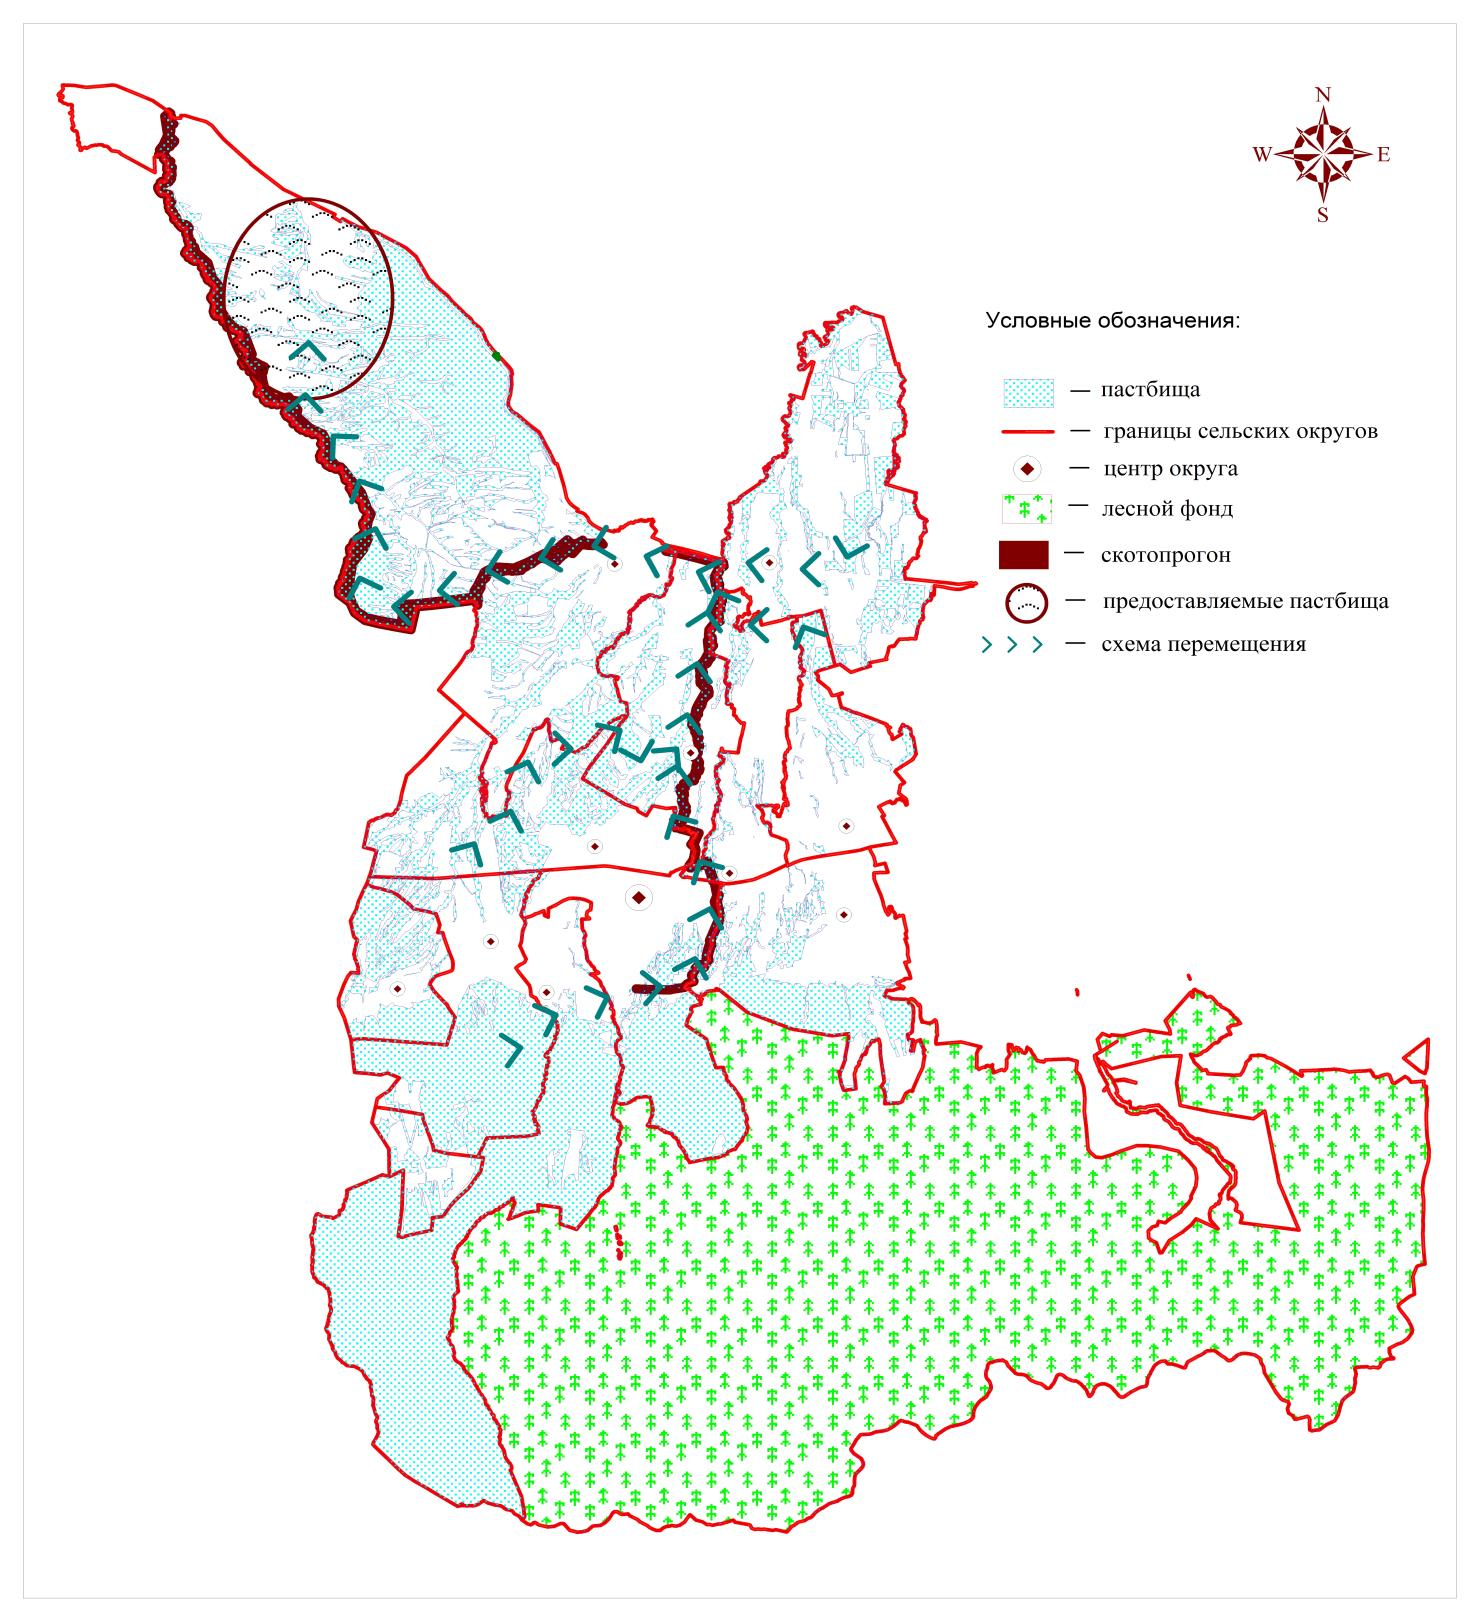 N
W E
S
Условные обозначения:
— пастбища
— границы сельских округов
— центр округа
— лесной фонд
— скотопрогон
— предоставляемые пастбища
— схема перемещения